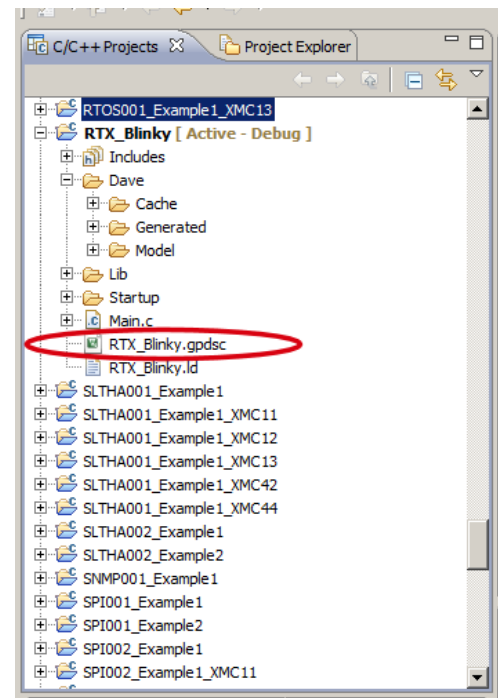 C/C++ Projects Project Explorer
RTOS001_Example1_XMC13
RTX_Blinky [ Active - Debug ]
Includes
Dave
Cache
Generated
Model
Lib
Startup
Main.c
RTX_Blinky.gpdsc
RTX_Blinky.ld
SLTHA001_Example1
SLTHA001_Example1_XMC11
SLTHA001_Example1_XMC12
SLTHA001_Example1_XMC13
SLTHA001_Example1_XMC42
SLTHA001_Example1_XMC44
SLTHA002_Example1
SLTHA002_Example2
SNMP001_Example1
SPI001_Example1
SPI001_Example2
SPI002_Example1
SPI002_Example1_XMC11